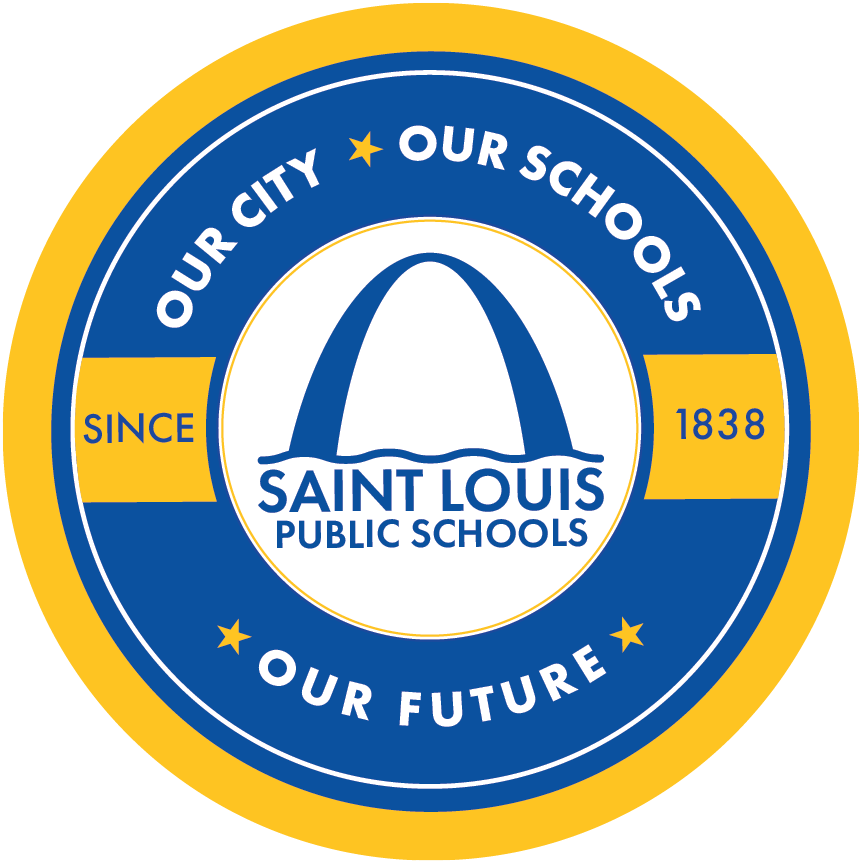 OUR CITY ★ OUR SCHOOLS
SINCE
1838
SAINT LOUIS
PUBLIC SCHOOLS
★ OUR FUTURE ★